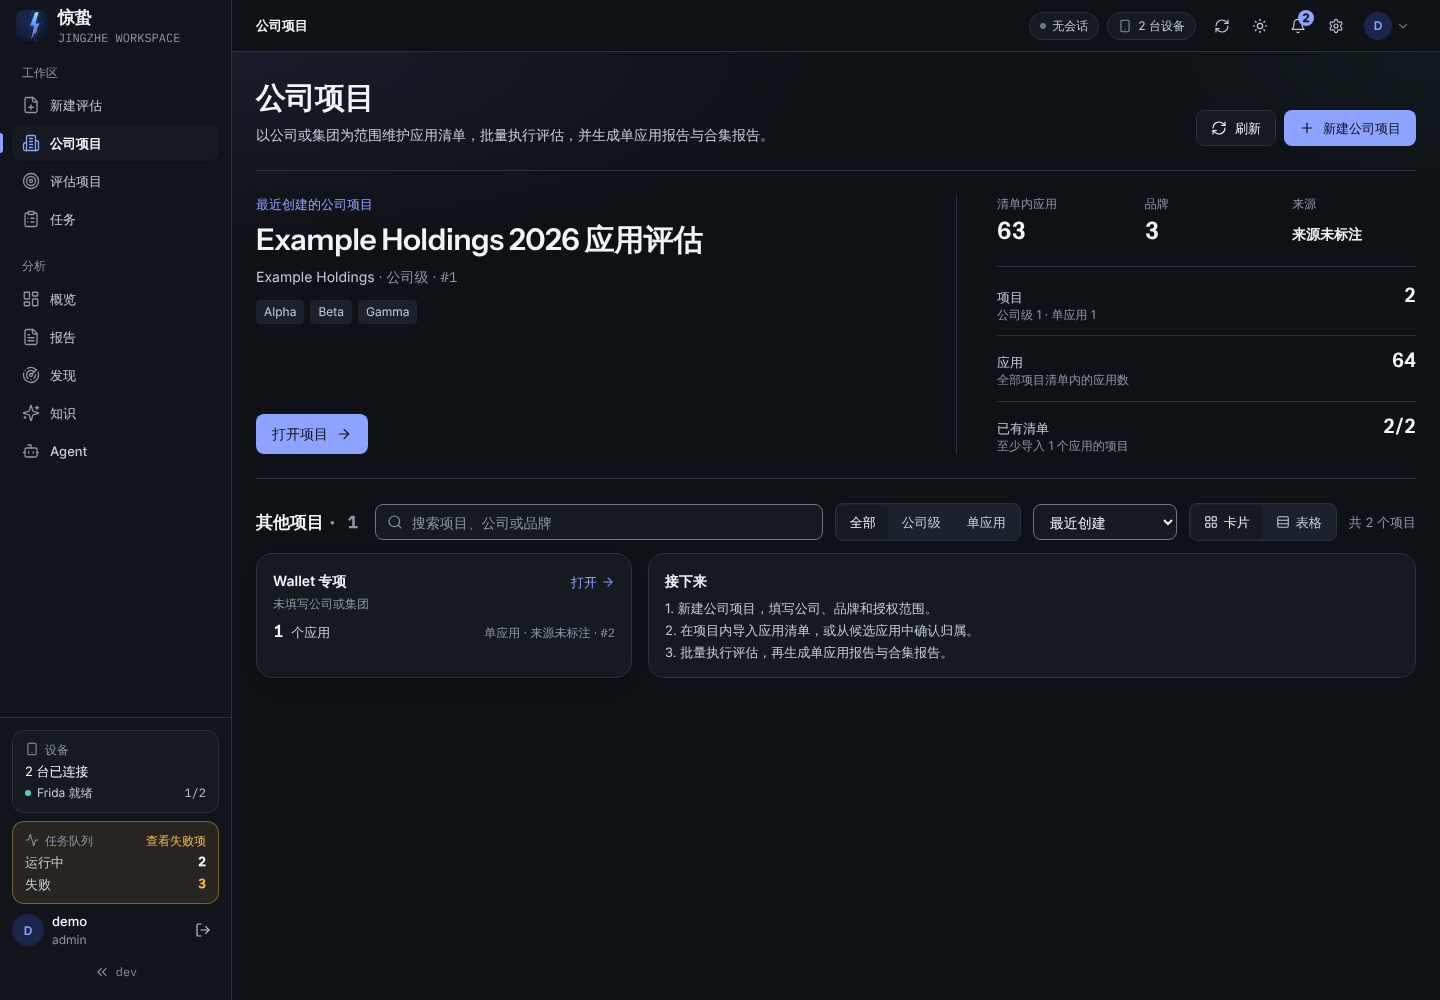 惊蛰
JINGZHE WORKSPACE
工作区
新建评估
公司项目
评估项目
任务
分析
概览
报告
发现
知识
Agent
设备
2 台已连接
Frida 就绪 1/2
任务队列 查看失败项
运行中 2
失败 3
D
demo
admin
dev
公司项目
无会话
2 台设备
2
D
公司项目
以公司或集团为范围维护应用清单，批量执行评估，并生成单应用报告与合集报告。
刷新
新建公司项目
最近创建的公司项目
Example Holdings 2026 应用评估
Example Holdings · 公司级 · #1
Alpha Beta Gamma
打开项目
清单内应用 品牌 来源
63 3 来源未标注
项目 2
公司级 1 · 单应用 1
应用 64
全部项目清单内的应用数
已有清单 2/2
至少导入 1 个应用的项目
其他项目 · 1
搜索项目、公司或品牌
全部 公司级 单应用
最近创建
卡片 表格
共 2 个项目
Wallet 专项 打开
未填写公司或集团
1 个应用 单应用 · 来源未标注 · #2
接下来
1. 新建公司项目，填写公司、品牌和授权范围。
2. 在项目内导入应用清单，或从候选应用中确认归属。
3. 批量执行评估，再生成单应用报告与合集报告。